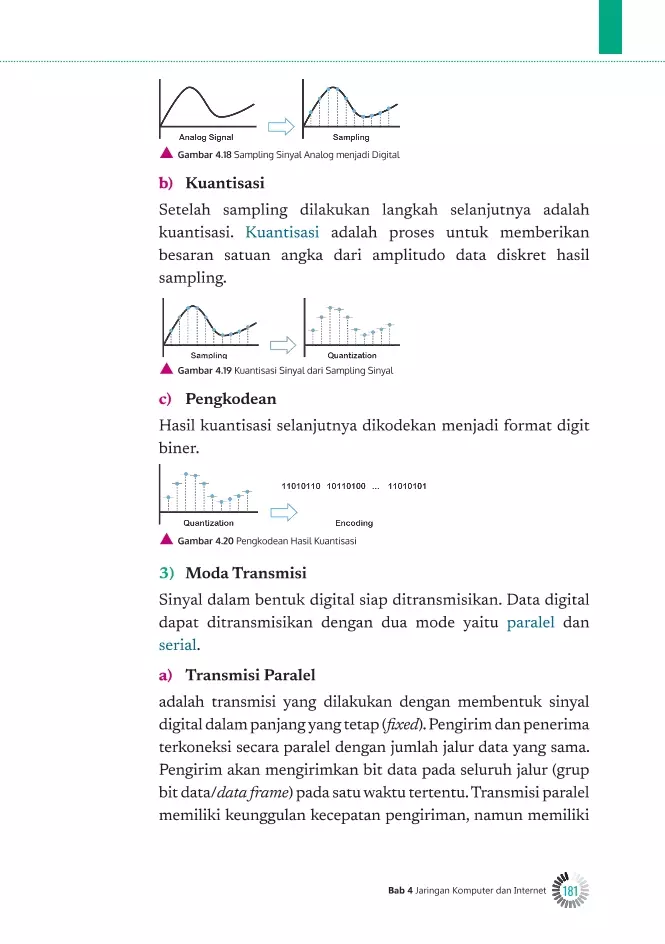 Analog Signal
Sampling
Gambar 4.18 Sampling Sinyal Analog menjadi Digital
b) Kuantisasi
Setelah sampling dilakukan langkah selanjutnya adalah
kuantisasi. Kuantisasi adalah proses untuk memberikan
besaran satuan angka dari amplitudo data diskret hasil
sampling.
Sampling
Quantization
Gambar 4.19 Kuantisasi Sinyal dari Sampling Sinyal
c) Pengkodean
Hasil kuantisasi selanjutnya dikodekan menjadi format digit
biner.
11010110 10110100 ... 11010101
Quantization
Encoding
Gambar 4.20 Pengkodean Hasil Kuantisasi
3) Moda Transmisi
Sinyal dalam bentuk digital siap ditransmisikan. Data digital
dapat ditransmisikan dengan dua mode yaitu paralel dan
serial.
a) Transmisi Paralel
adalah transmisi yang dilakukan dengan membentuk sinyal
digital dalam panjang yang tetap (fixed). Pengirim dan penerima
terkoneksi secara paralel dengan jumlah jalur data yang sama.
Pengirim akan mengirimkan bit data pada seluruh jalur (grup
bit data/data frame) pada satu waktu tertentu. Transmisi paralel
memiliki keunggulan kecepatan pengiriman, namun memiliki
Bab 4 Jaringan Komputer dan Internet 181